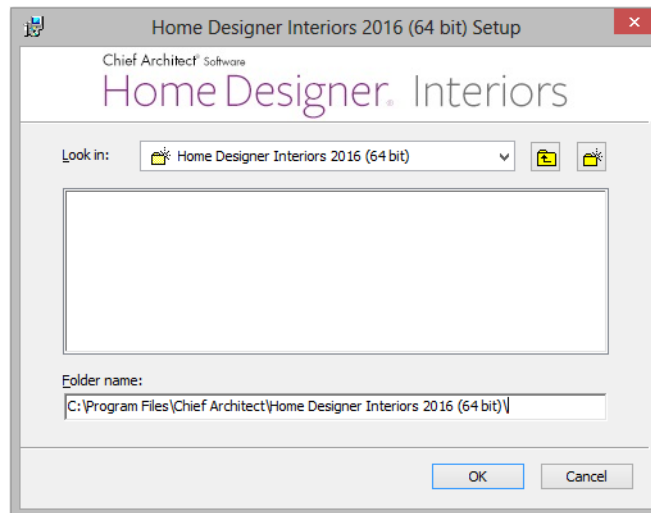 Home Designer Interiors 2016 (64 bit) Setup
Chief Architect® Software
Home Designer® Interiors
Look in:
Home Designer Interiors 2016 (64 bit)
Folder name:
C:\Program Files\Chief Architect\Home Designer Interiors 2016 (64 bit)\
OK Cancel